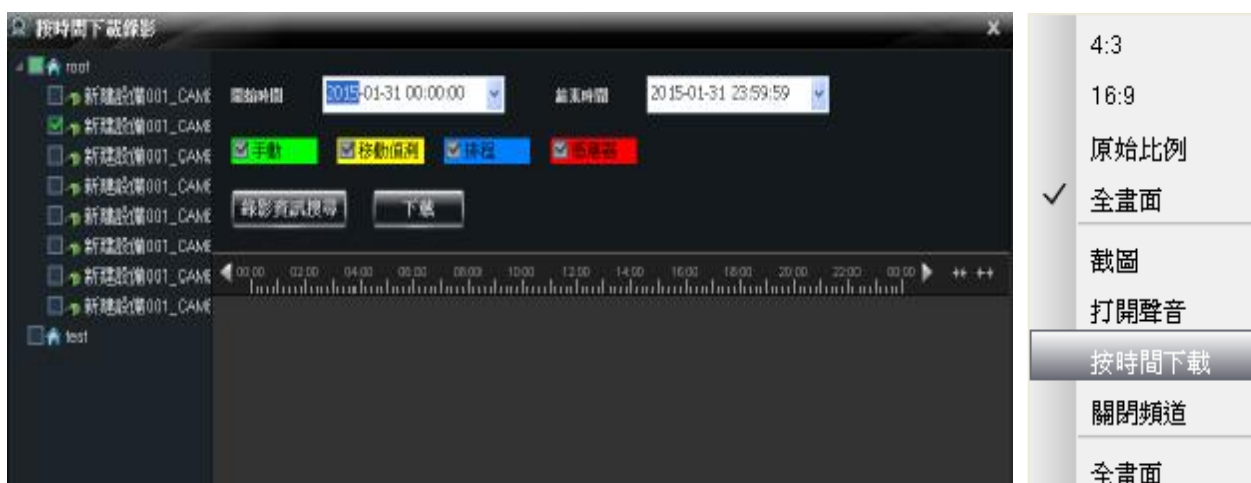 按時間下載錄影
root
新建設備001_CAME
新建設備001_CAME
新建設備001_CAME
新建設備001_CAME
新建設備001_CAME
新建設備001_CAME
新建設備001_CAME
新建設備001_CAME
test
開始時間 2015-01-31 00:00:00 結束時間 2015-01-31 23:59:59
手動 移動偵測 排程 感應器
錄影資訊搜尋 下載
00:00 02:00 04:00 06:00 08:00 10:00 12:00 14:00 16:00 18:00 20:00 22:00 00:00
4:3
16:9
原始比例
全畫面
截圖
打開聲音
按時間下載
關閉頻道
全畫面